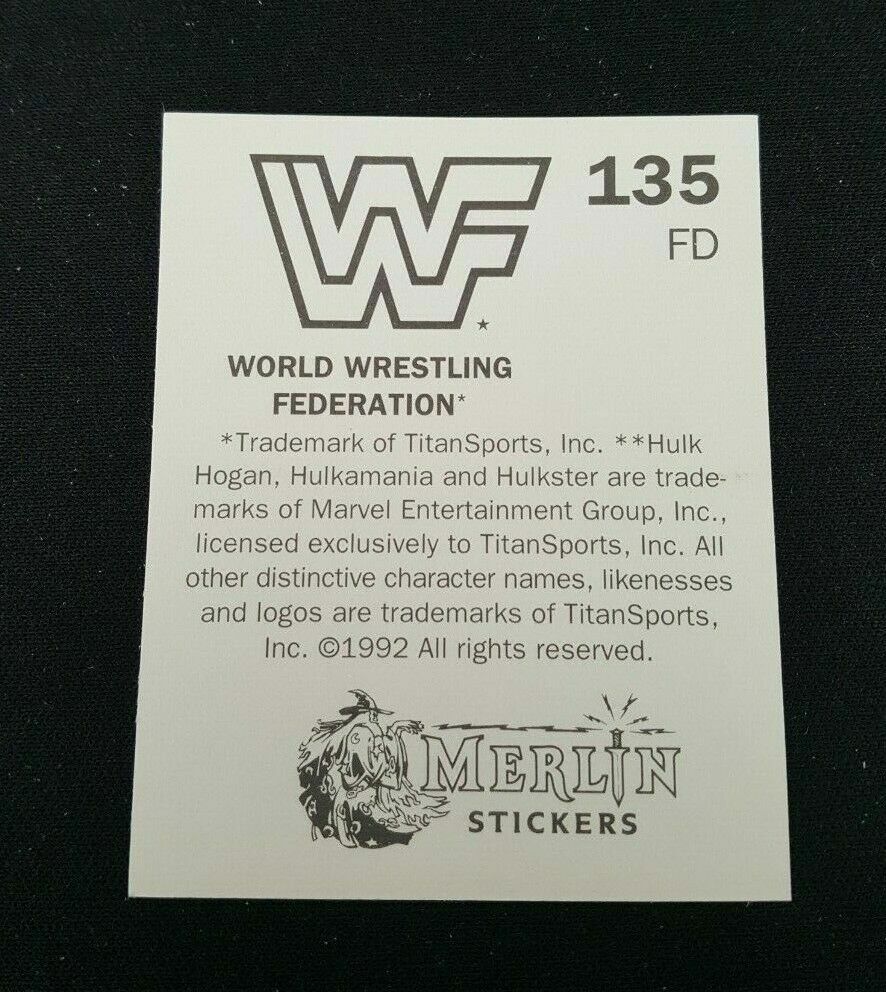 WF
135
FD
WORLD WRESTLING
FEDERATION*
*Trademark of TitanSports, Inc. **Hulk
Hogan, Hulkamania and Hulkster are trade-
marks of Marvel Entertainment Group, Inc.,
licensed exclusively to TitanSports, Inc. All
other distinctive character names, likenesses
and logos are trademarks of TitanSports,
Inc. ©1992 All rights reserved.
MERLIN
STICKERS